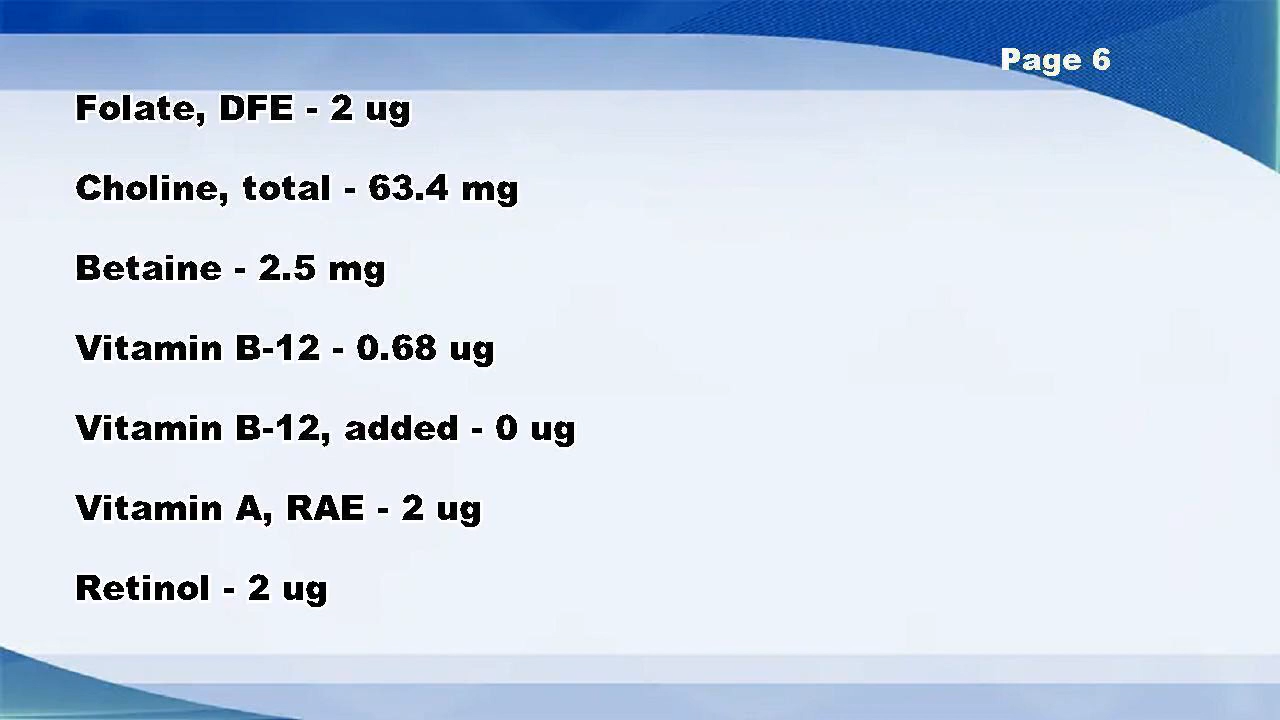 Page 6
Folate, DFE - 2 ug
Choline, total - 63.4 mg
Betaine - 2.5 mg
Vitamin B-12 - 0.68 ug
Vitamin B-12, added - 0 ug
Vitamin A, RAE - 2 ug
Retinol - 2 ug